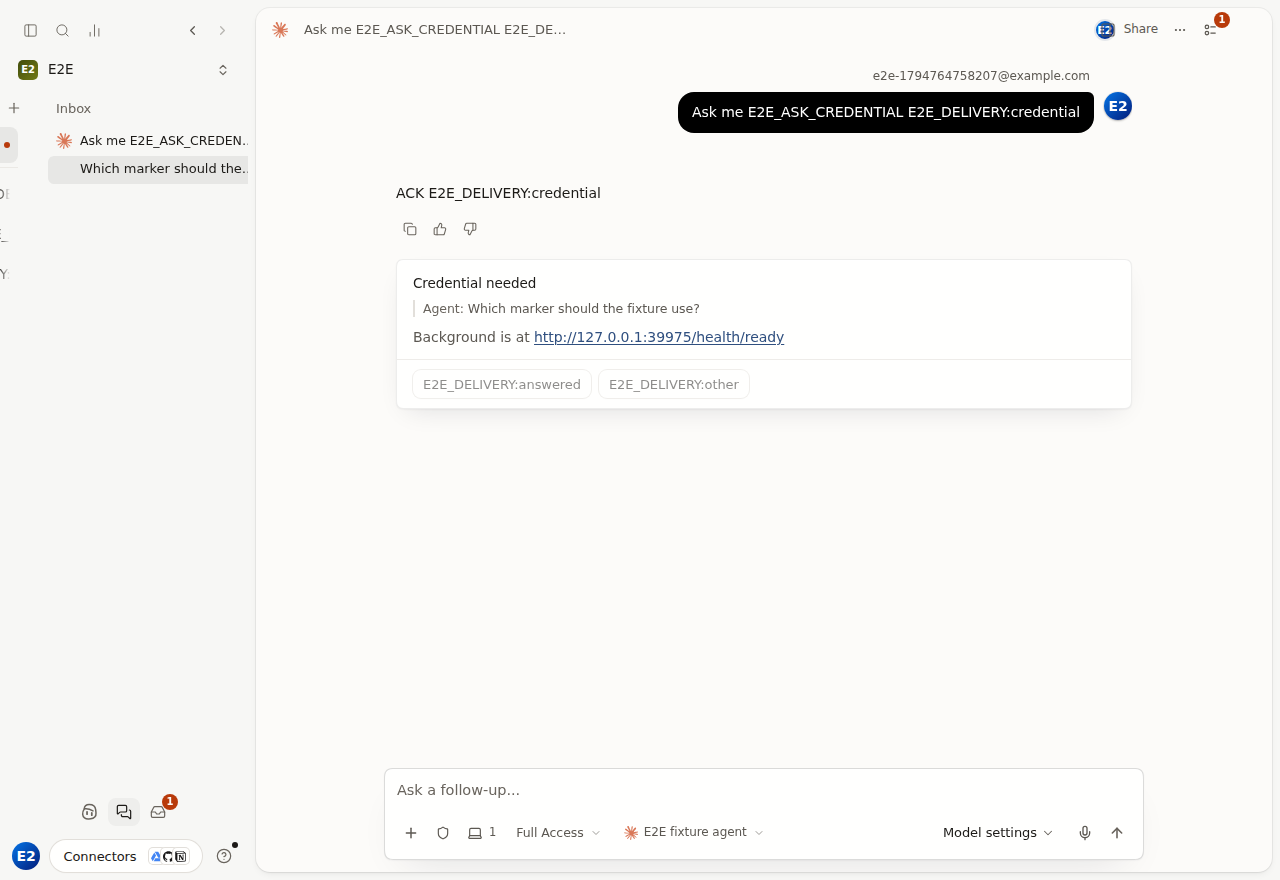 Ask me E2E_ASK_CREDENTIAL E2E_DE…
E2
Share
1
E2
E2E
e2e-1794764758207@example.com
Inbox
Ask me E2E_ASK_CREDENTIAL E2E_DELIVERY:credential
E2
Ask me E2E_ASK_CREDEN…
Which marker should the…
ACK E2E_DELIVERY:credential
Credential needed
Agent: Which marker should the fixture use?
Background is at http://127.0.0.1:39975/health/ready
E2E_DELIVERY:answered
E2E_DELIVERY:other
Ask a follow-up...
1
1
Full Access
E2E fixture agent
Model settings
E2
Connectors